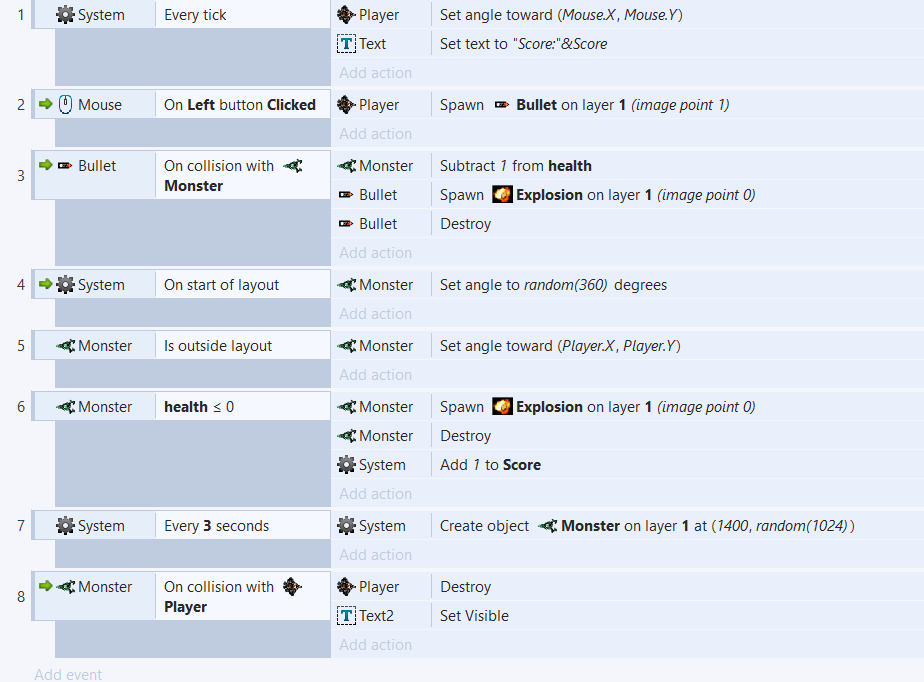 1 System Every tick Player Set angle toward (Mouse.X, Mouse.Y)
Text Set text to "Score:"&Score
Add action
2 Mouse On Left button Clicked Player Spawn Bullet on layer 1 (image point 1)
Add action
3 Bullet On collision with Monster Monster Subtract 1 from health
Bullet Spawn Explosion on layer 1 (image point 0)
Bullet Destroy
Add action
4 System On start of layout Monster Set angle to random(360) degrees
Add action
5 Monster Is outside layout Monster Set angle toward (Player.X, Player.Y)
Add action
6 Monster health ≤ 0 Monster Spawn Explosion on layer 1 (image point 0)
Monster Destroy
System Add 1 to Score
Add action
7 System Every 3 seconds System Create object Monster on layer 1 at (1400, random(1024))
Add action
8 Monster On collision with Player Player Destroy
Text2 Set Visible
Add action
Add event